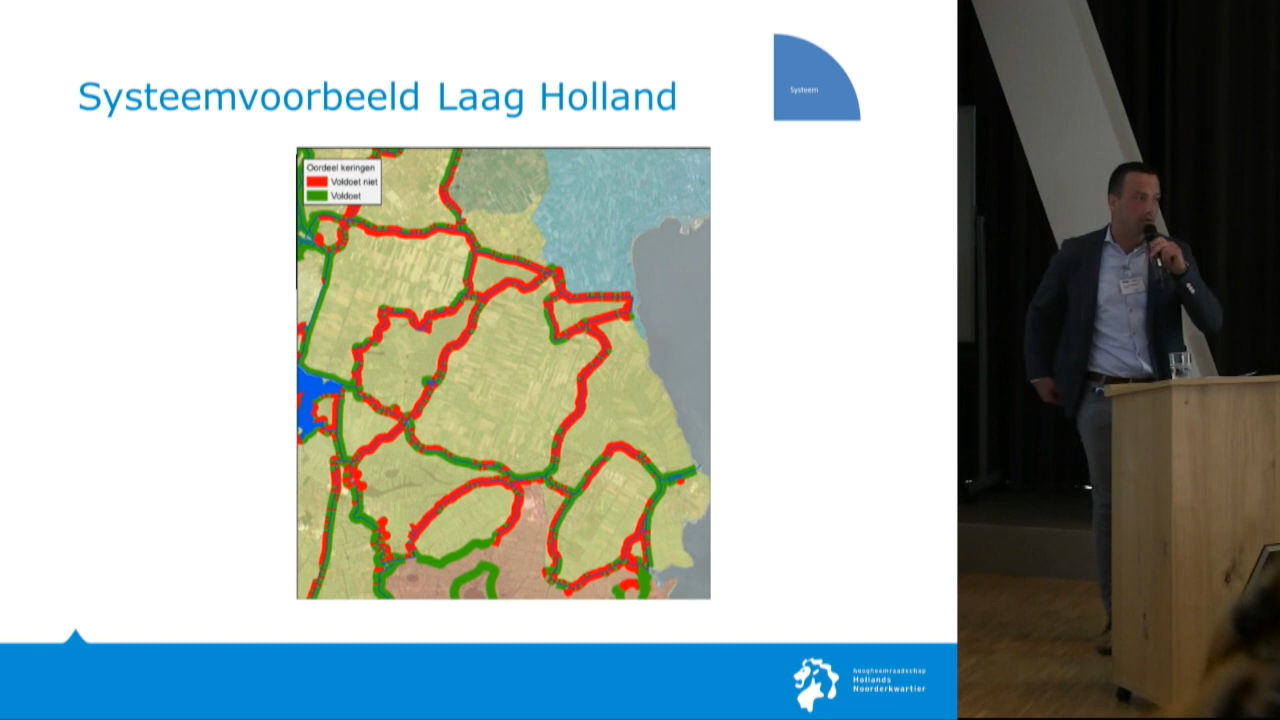 Systeemvoorbeeld Laag Holland
Systeem
Oordeel keringen
Voldoet niet
Voldoet
hoogheemraadschap
Hollands
Noorderkwartier